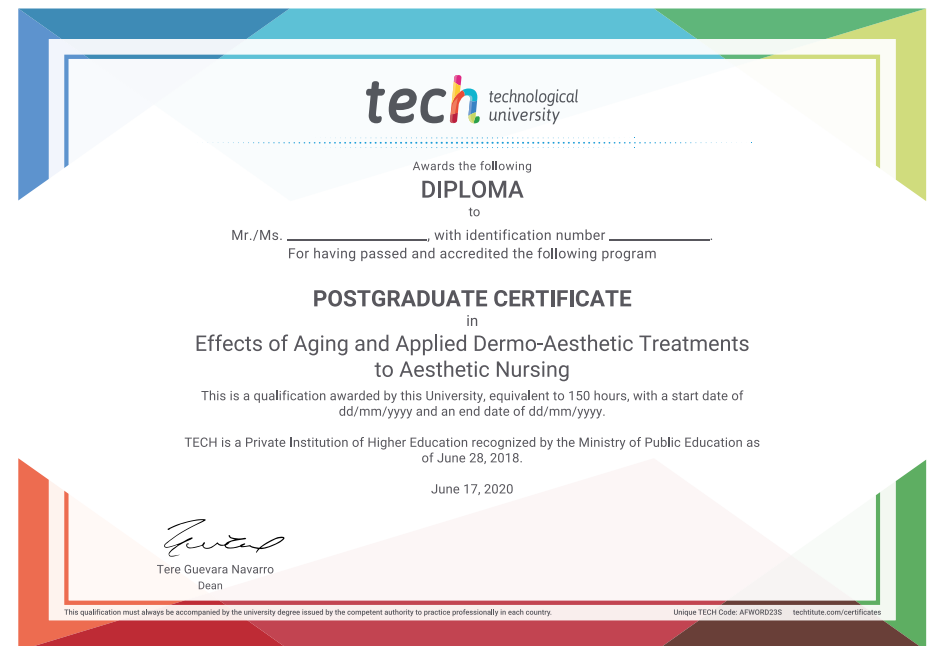 tech technological
university
Awards the following
DIPLOMA
to
Mr./Ms. ____________________, with identification number ______________.
For having passed and accredited the following program
POSTGRADUATE CERTIFICATE
in
Effects of Aging and Applied Dermo-Aesthetic Treatments
to Aesthetic Nursing
This is a qualification awarded by this University, equivalent to 150 hours, with a start date of
dd/mm/yyyy and an end date of dd/mm/yyyy.
TECH is a Private Institution of Higher Education recognized by the Ministry of Public Education as
of June 28, 2018.
June 17, 2020
Tere Guevara Navarro
Dean
This qualification must always be accompanied by the university degree issued by the competent authority to practice professionally in each country. Unique TECH Code: AFWORD23S techtitute.com/certificates